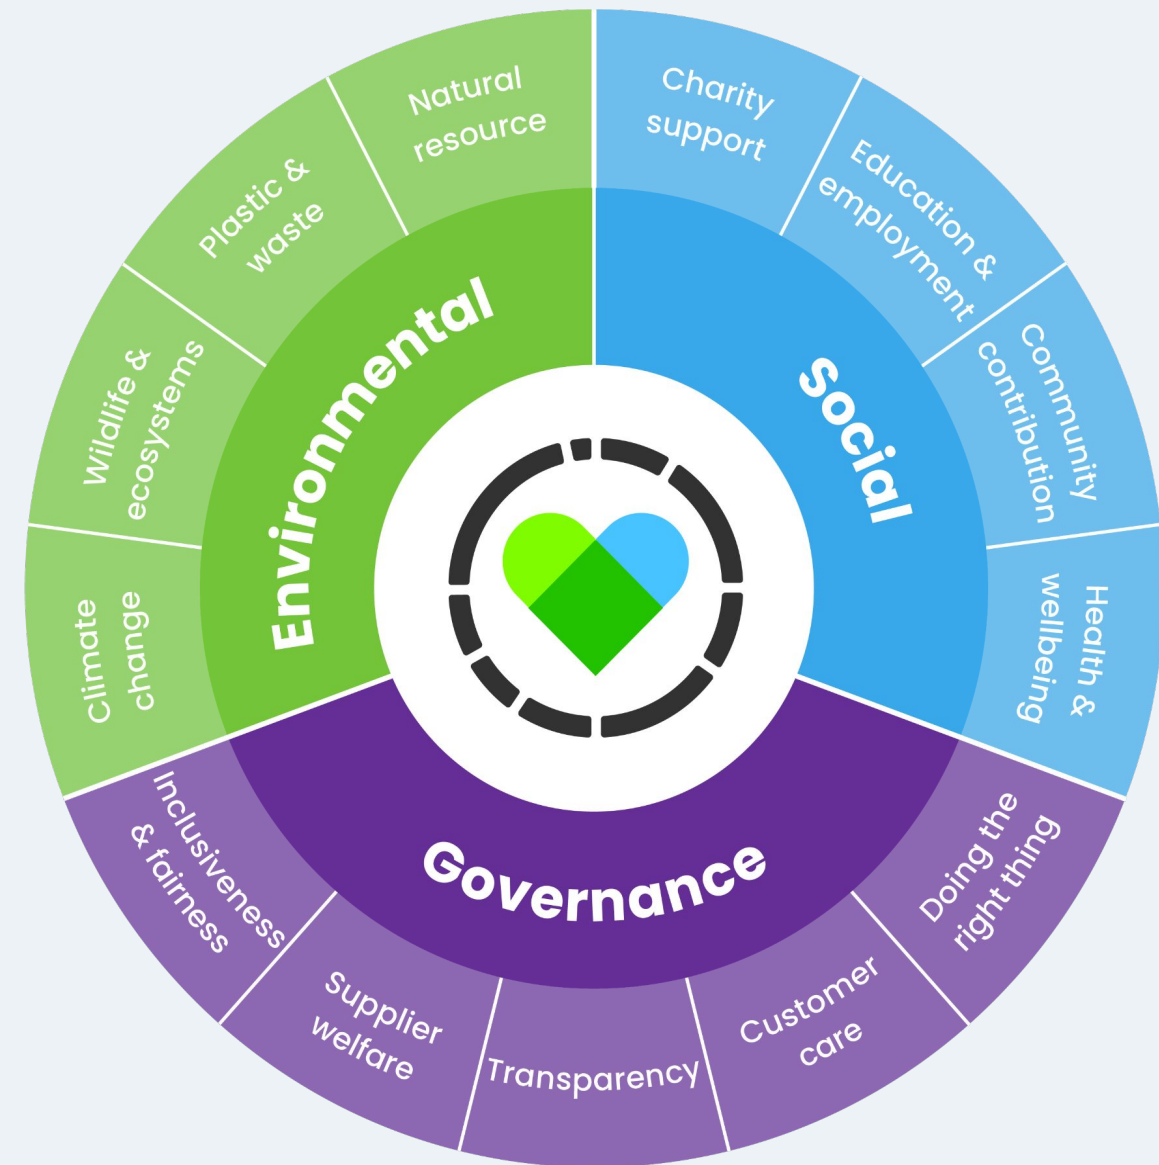 Environmental
Natural
resource
Plastic &
waste
Wildlife &
ecosystems
Climate
change
Social
Charity
support
Education &
employment
Community
contribution
Health &
wellbeing
Governance
Doing the
right thing
Customer
care
Transparency
Supplier
welfare
Inclusiveness
& fairness